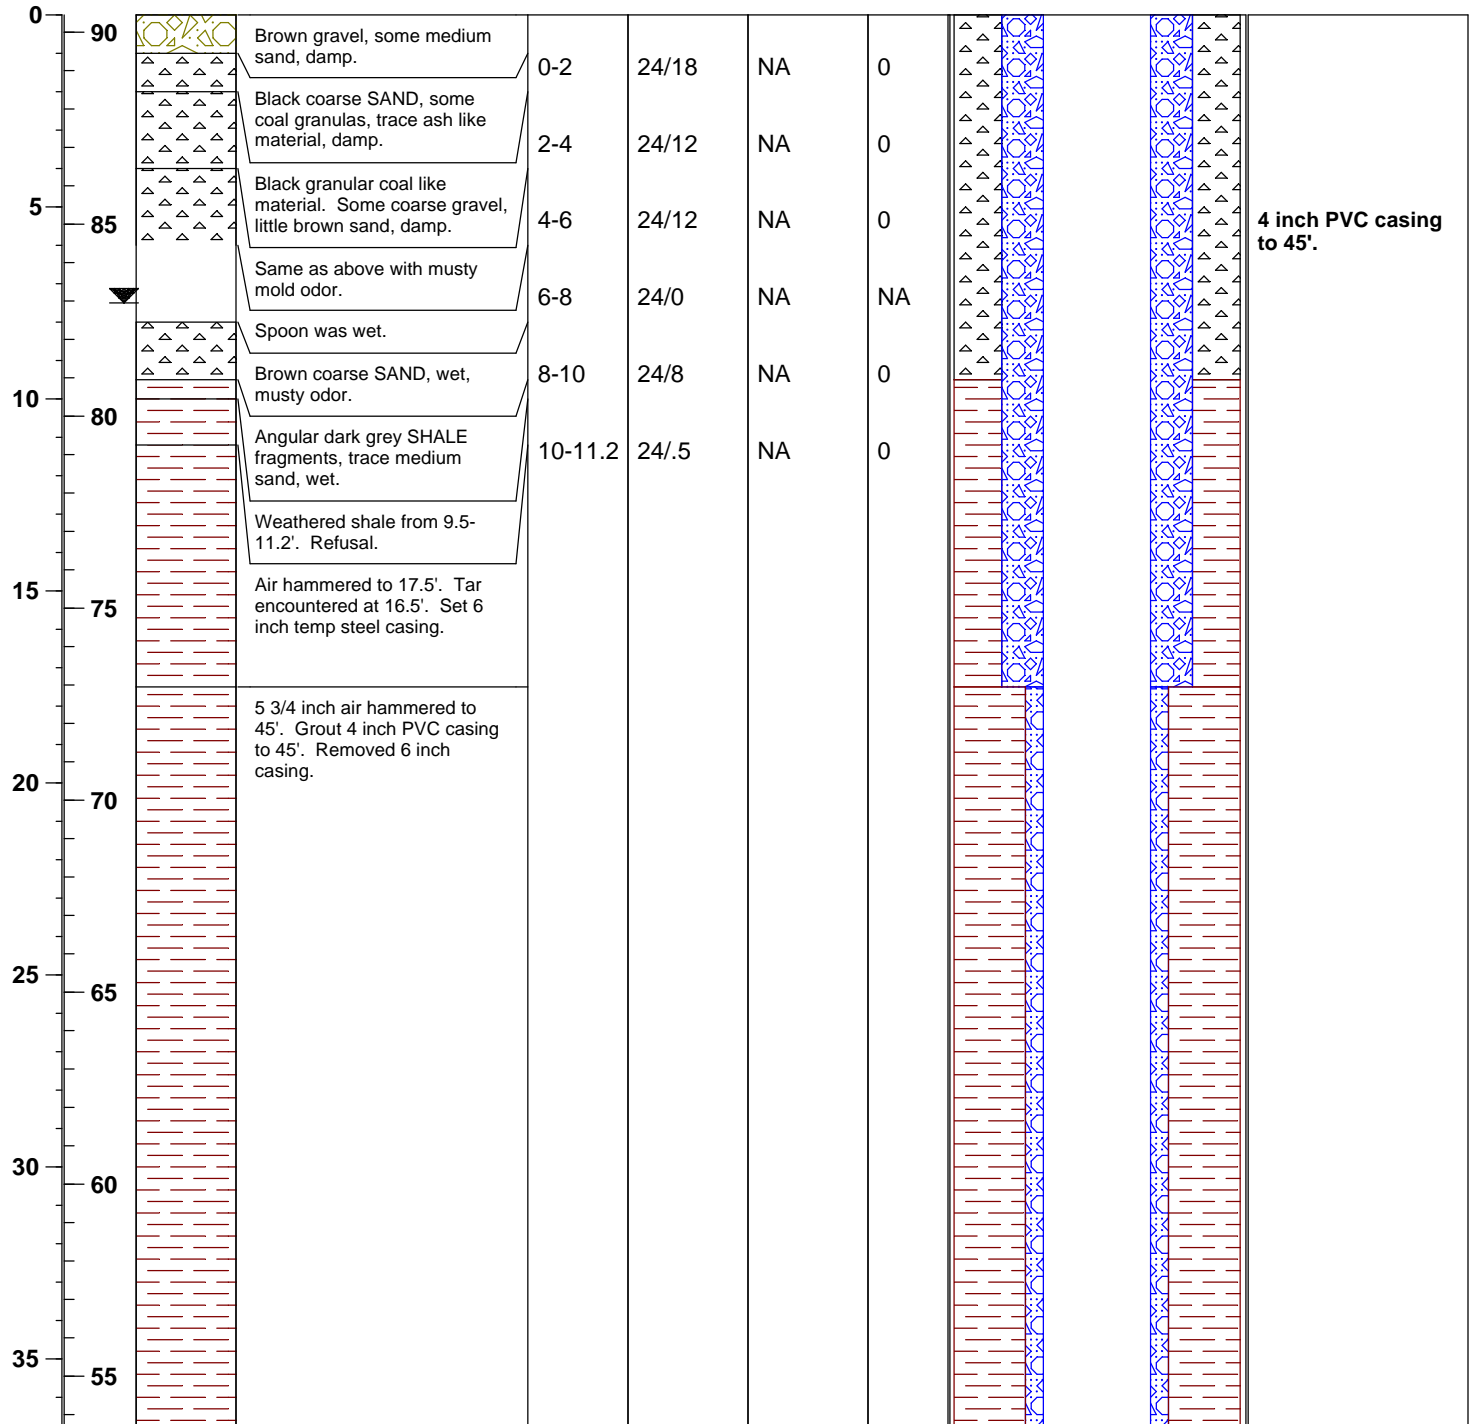 0
90
Brown gravel, some medium
sand, damp.
0-2 24/18 NA 0
Black coarse SAND, some
coal granulas, trace ash like
material, damp.
2-4 24/12 NA 0
Black granular coal like
material. Some coarse gravel,
little brown sand, damp.
5
85
4-6 24/12 NA 0
4 inch PVC casing
to 45'.
Same as above with musty
mold odor.
6-8 24/0 NA NA
Spoon was wet.
Brown coarse SAND, wet,
musty odor.
8-10 24/8 NA 0
10
80
Angular dark grey SHALE
fragments, trace medium
sand, wet.
10-11.2 24/.5 NA 0
Weathered shale from 9.5-
11.2'. Refusal.
Air hammered to 17.5'. Tar
encountered at 16.5'. Set 6
inch temp steel casing.
15
75
5 3/4 inch air hammered to
45'. Grout 4 inch PVC casing
to 45'. Removed 6 inch
casing.
20
70
25
65
30
60
35
55